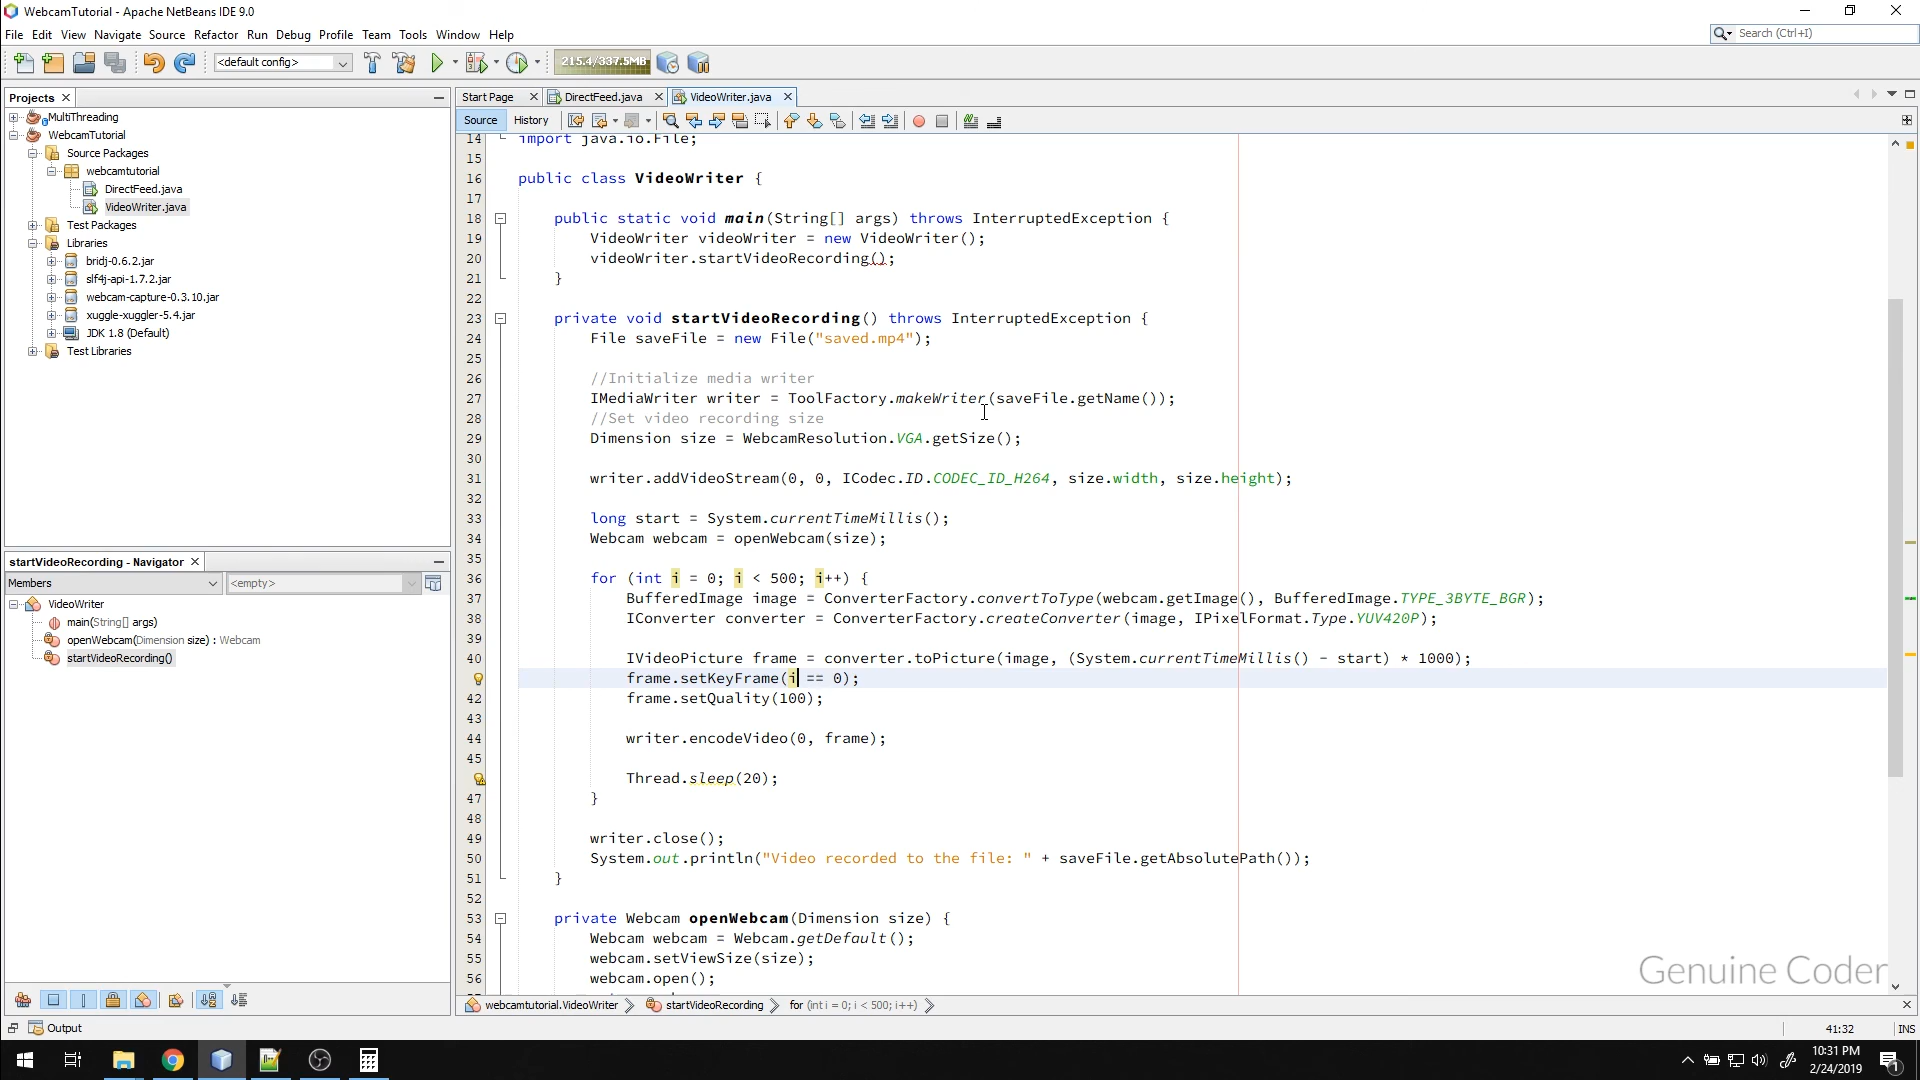 WebcamTutorial - Apache NetBeans IDE 9.0
File Edit View Navigate Source Refactor Run Debug Profile Team Tools Window Help
Search (Ctrl+I)
<default config>
215.4/337.5MB
Projects
MultiThreading
WebcamTutorial
Source Packages
webcamtutorial
DirectFeed.java
VideoWriter.java
Test Packages
Libraries
bridj-0.6.2.jar
slf4j-api-1.7.2.jar
webcam-capture-0.3.10.jar
xuggle-xuggler-5.4.jar
JDK 1.8 (Default)
Test Libraries
startVideoRecording - Navigator
Members
<empty>
VideoWriter
main(String[] args)
openWebcam(Dimension size) : Webcam
startVideoRecording()
Start Page DirectFeed.java VideoWriter.java
Source History
14 import java.io.File;
15
16 public class VideoWriter {
17
18 public static void main(String[] args) throws InterruptedException {
19 VideoWriter videoWriter = new VideoWriter();
20 videoWriter.startVideoRecording();
21 }
22
23 private void startVideoRecording() throws InterruptedException {
24 File saveFile = new File("saved.mp4");
25
26 //Initialize media writer
27 IMediaWriter writer = ToolFactory.makeWriter(saveFile.getName());
28 //Set video recording size
29 Dimension size = WebcamResolution.VGA.getSize();
30
31 writer.addVideoStream(0, 0, ICodec.ID.CODEC_ID_H264, size.width, size.height);
32
33 long start = System.currentTimeMillis();
34 Webcam webcam = openWebcam(size);
35
36 for (int i = 0; i < 500; i++) {
37 BufferedImage image = ConverterFactory.convertToType(webcam.getImage(), BufferedImage.TYPE_3BYTE_BGR);
38 IConverter converter = ConverterFactory.createConverter(image, IPixelFormat.Type.YUV420P);
39
40 IVideoPicture frame = converter.toPicture(image, (System.currentTimeMillis() - start) * 1000);
frame.setKeyFrame(i == 0);
42 frame.setQuality(100);
43
44 writer.encodeVideo(0, frame);
45
Thread.sleep(20);
47 }
48
49 writer.close();
50 System.out.println("Video recorded to the file: " + saveFile.getAbsolutePath());
51 }
52
53 private Webcam openWebcam(Dimension size) {
54 Webcam webcam = Webcam.getDefault();
55 webcam.setViewSize(size);
56 webcam.open();
Genuine Coder
webcamtutorial.VideoWriter startVideoRecording for (int i = 0; i < 500; i++)
Output
41:32 INS
10:31 PM
2/24/2019
1